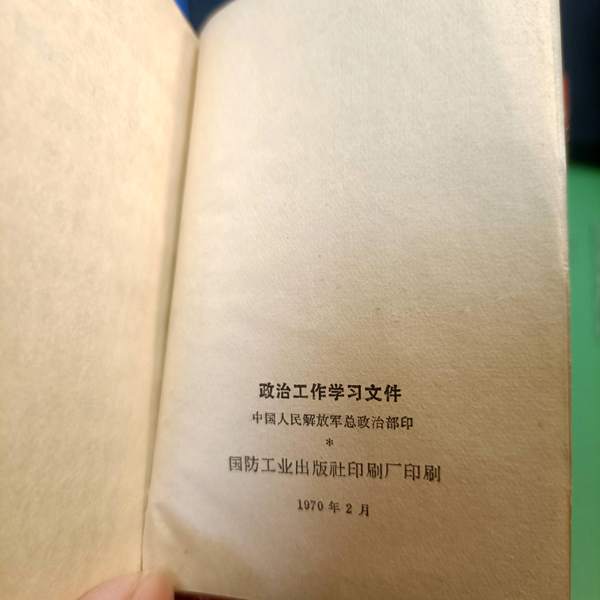 政治工作学习文件
中国人民解放军总政治部印
*
国防工业出版社印刷厂印刷
1970年2月